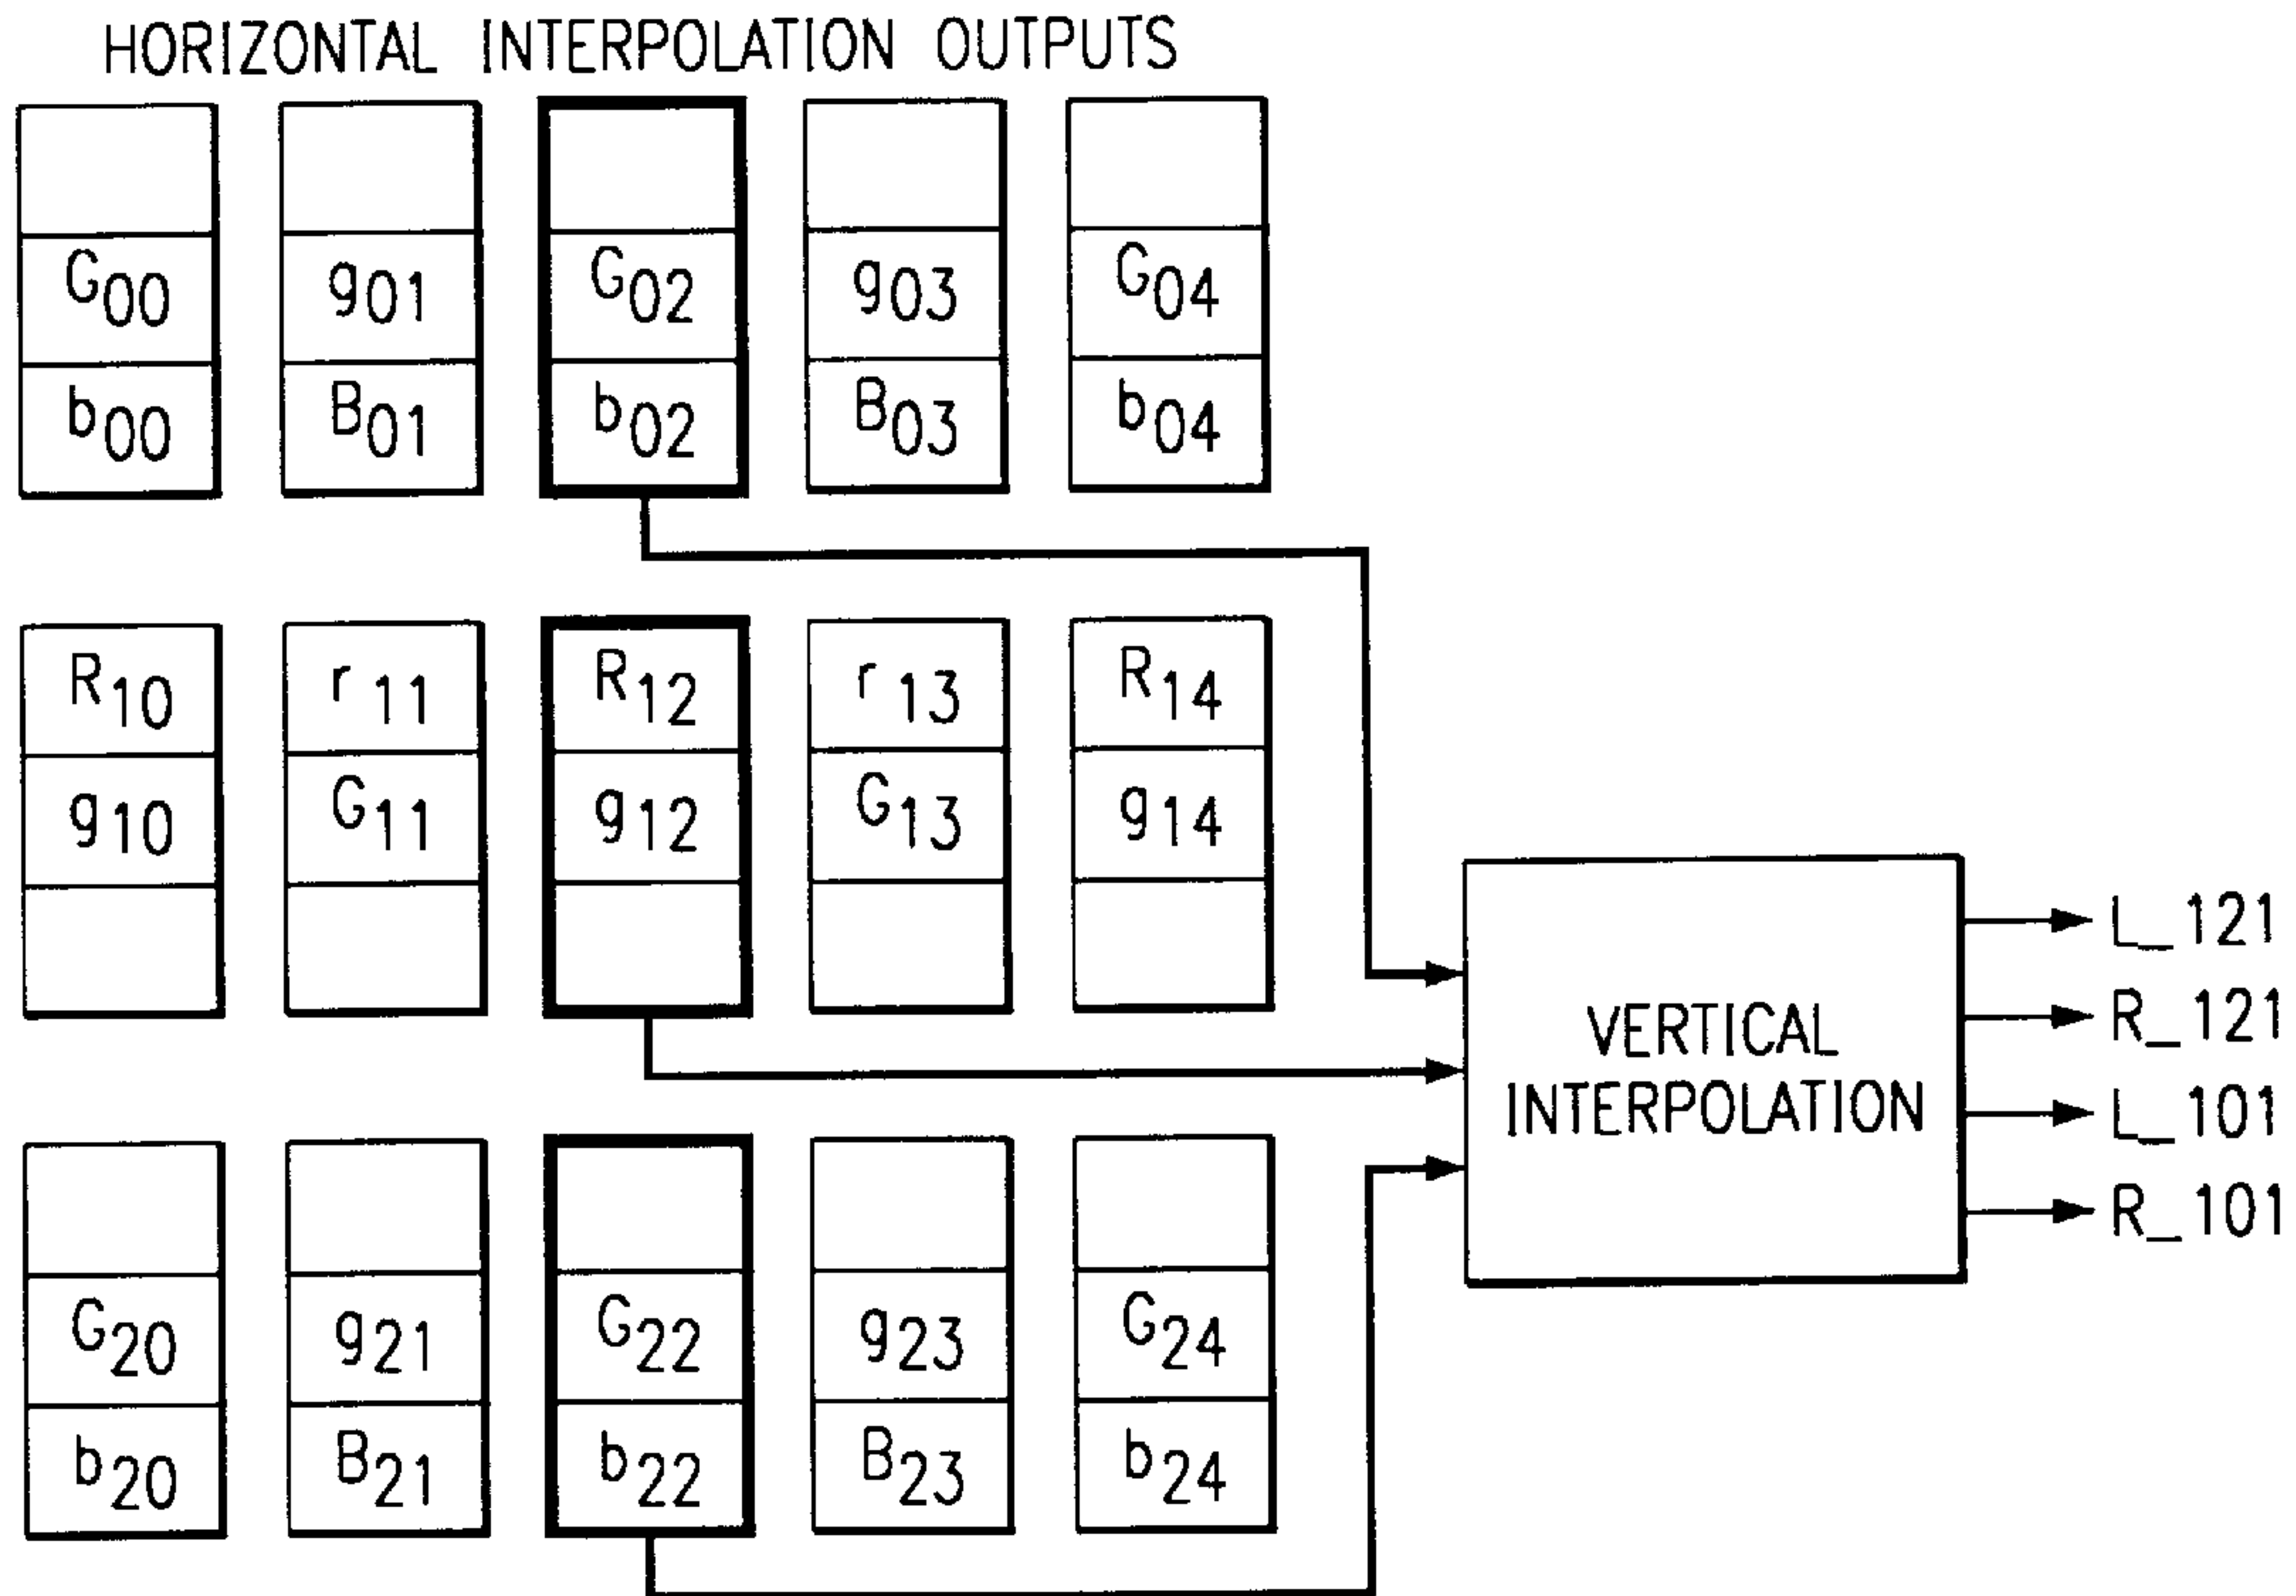 HORIZONTAL INTERPOLATION OUTPUTS
G00 g01 G02 g03 G04
b00 B01 b02 B03 b04
R10 r11 R12 r13 R14
g10 G11 g12 G13 g14
G20 g21 G22 g23 G24
b20 B21 b22 B23 b24
VERTICAL
INTERPOLATION
L_121
R_121
L_101
R_101